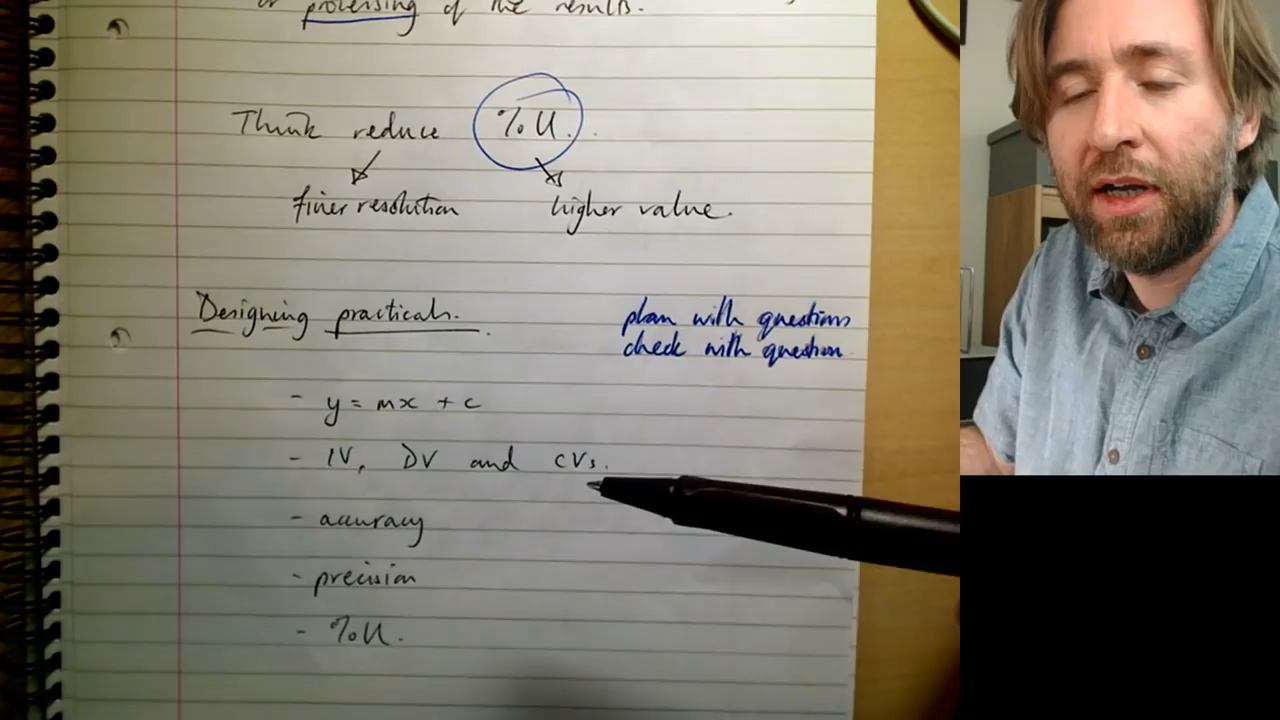 or processing of the results.
Think reduce %U.
finer resolution higher value.
Designing practicals.
plan with questions
check with question
- y = mx + c
- IV, DV and CVs.
- accuracy
- precision
- %U.